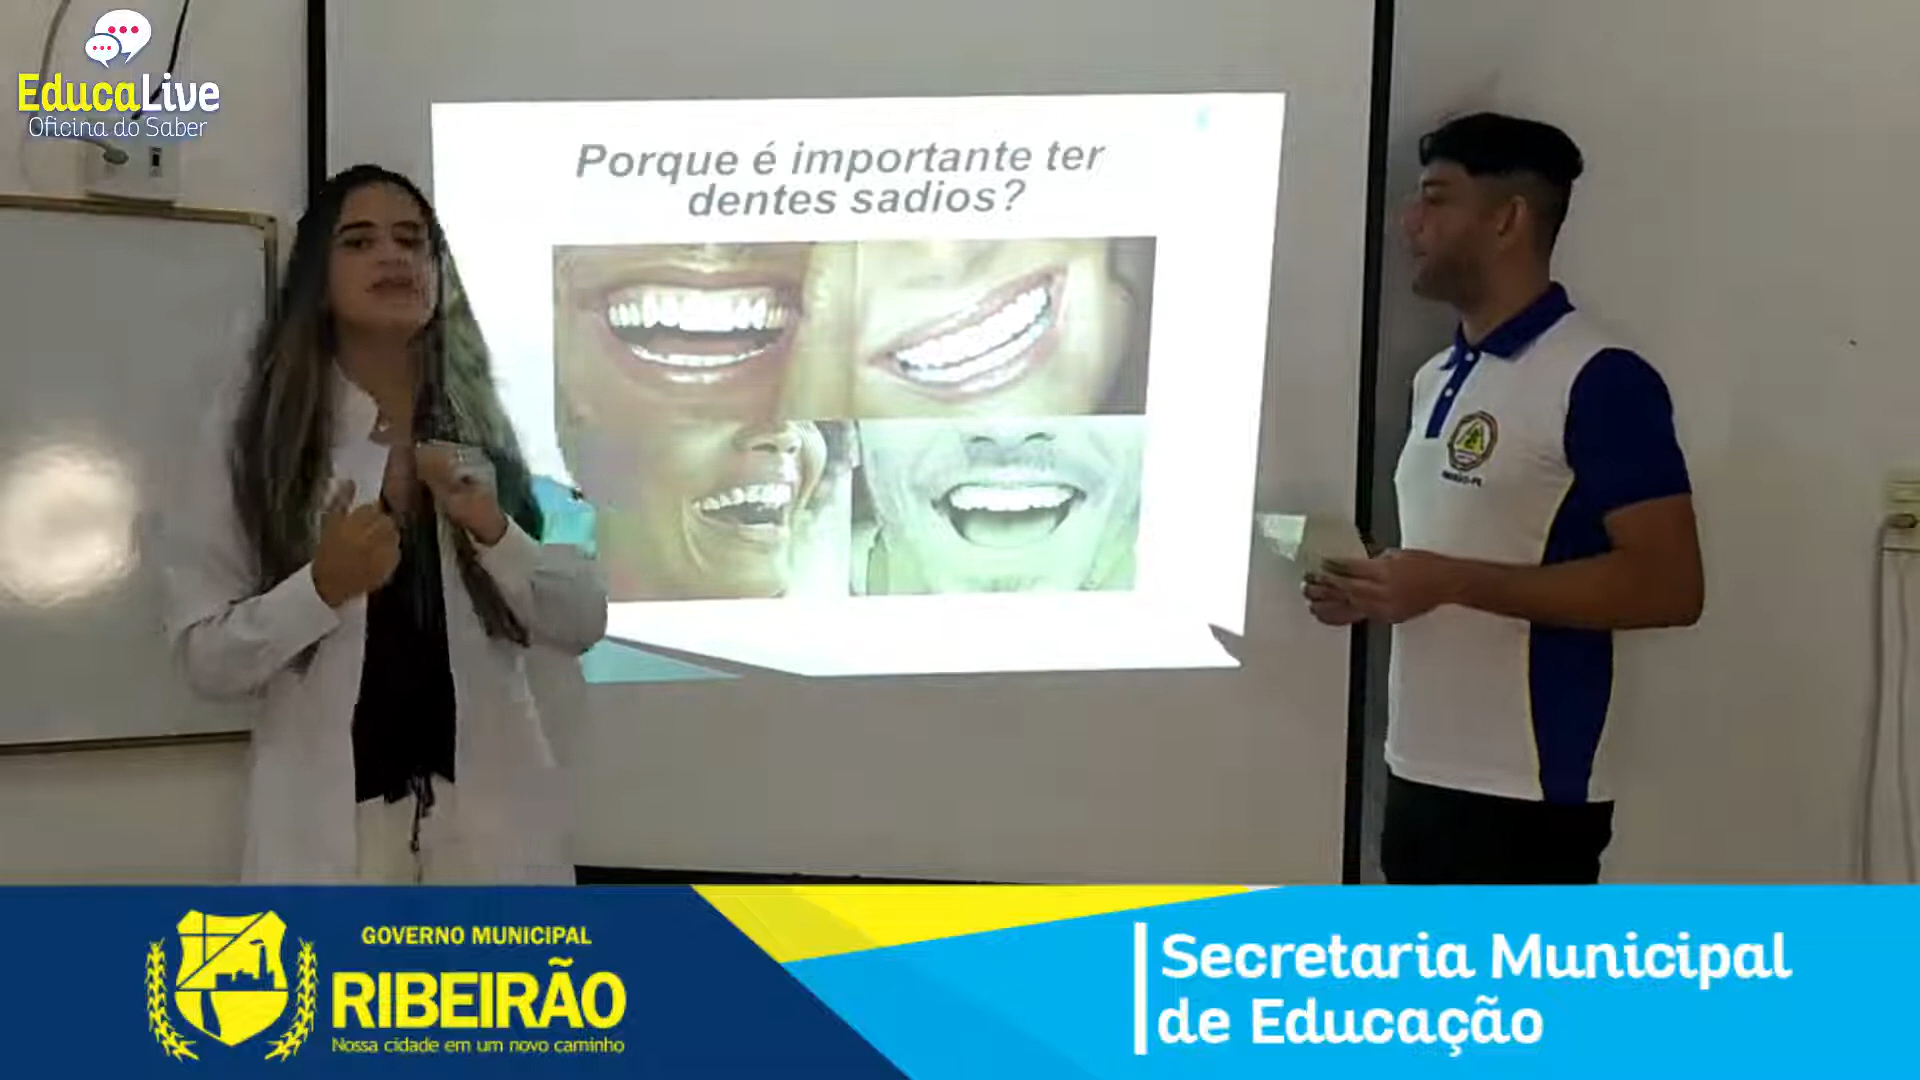 EducaLive
Oficina do Saber
Porque é importante ter
dentes sadios?
GOVERNO MUNICIPAL
RIBEIRÃO
Nossa cidade em um novo caminho
Secretaria Municipal
de Educação